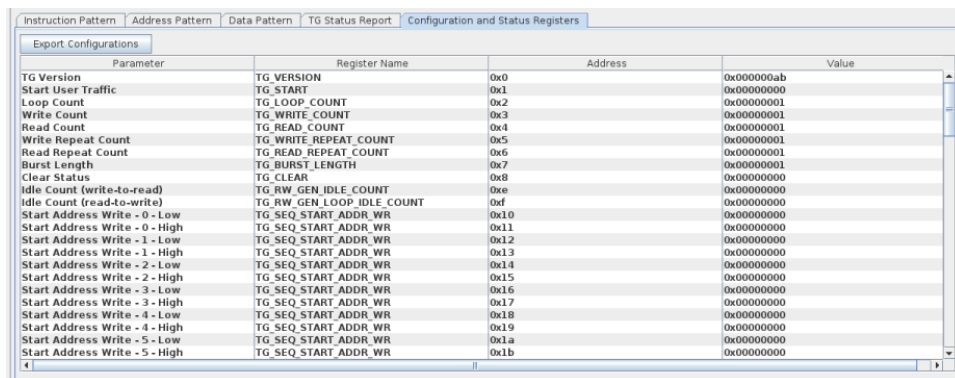 Instruction Pattern Address Pattern Data Pattern TG Status Report Configuration and Status Registers
Export Configurations
Parameter Register Name Address Value
TG Version TG_VERSION 0x0 0x000000ab
Start User Traffic TG_START 0x1 0x00000000
Loop Count TG_LOOP_COUNT 0x2 0x00000001
Write Count TG_WRITE_COUNT 0x3 0x00000001
Read Count TG_READ_COUNT 0x4 0x00000001
Write Repeat Count TG_WRITE_REPEAT_COUNT 0x5 0x00000001
Read Repeat Count TG_READ_REPEAT_COUNT 0x6 0x00000001
Burst Length TG_BURST_LENGTH 0x7 0x00000001
Clear Status TG_CLEAR 0x8 0x00000000
Idle Count (write-to-read) TG_RW_GEN_IDLE_COUNT 0xe 0x00000000
Idle Count (read-to-write) TG_RW_GEN_LOOP_IDLE_COUNT 0xf 0x00000000
Start Address Write - 0 - Low TG_SEQ_START_ADDR_WR 0x10 0x00000000
Start Address Write - 0 - High TG_SEQ_START_ADDR_WR 0x11 0x00000000
Start Address Write - 1 - Low TG_SEQ_START_ADDR_WR 0x12 0x00000000
Start Address Write - 1 - High TG_SEQ_START_ADDR_WR 0x13 0x00000000
Start Address Write - 2 - Low TG_SEQ_START_ADDR_WR 0x14 0x00000000
Start Address Write - 2 - High TG_SEQ_START_ADDR_WR 0x15 0x00000000
Start Address Write - 3 - Low TG_SEQ_START_ADDR_WR 0x16 0x00000000
Start Address Write - 3 - High TG_SEQ_START_ADDR_WR 0x17 0x00000000
Start Address Write - 4 - Low TG_SEQ_START_ADDR_WR 0x18 0x00000000
Start Address Write - 4 - High TG_SEQ_START_ADDR_WR 0x19 0x00000000
Start Address Write - 5 - Low TG_SEQ_START_ADDR_WR 0x1a 0x00000000
Start Address Write - 5 - High TG_SEQ_START_ADDR_WR 0x1b 0x00000000